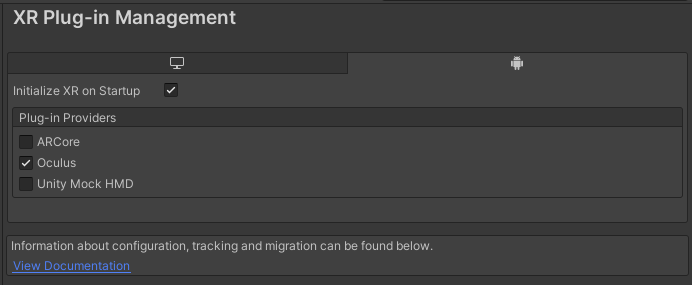 XR Plug-in Management
Initialize XR on Startup
Plug-in Providers
ARCore
Oculus
Unity Mock HMD
Information about configuration, tracking and migration can be found below.
View Documentation